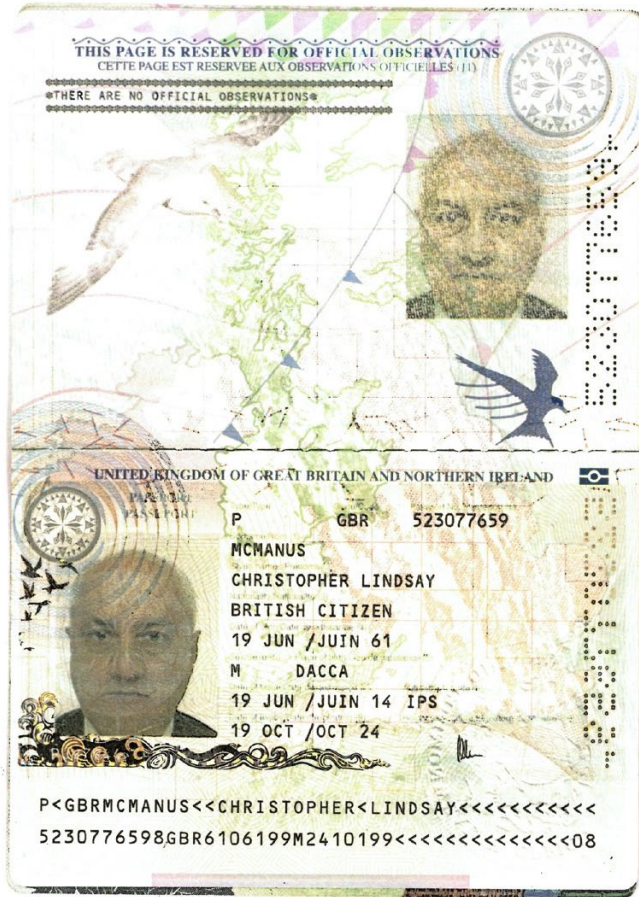 THIS PAGE IS RESERVED FOR OFFICIAL OBSERVATIONS
CETTE PAGE EST RESERVEE AUX OBSERVATIONS OFFICIELLES (11)
*THERE ARE NO OFFICIAL OBSERVATIONS*
UNITED KINGDOM OF GREAT BRITAIN AND NORTHERN IRELAND
PASSPORT
PASSEPORT
P GBR 523077659
MCMANUS
CHRISTOPHER LINDSAY
BRITISH CITIZEN
19 JUN /JUIN 61
M DACCA
19 JUN /JUIN 14 IPS
19 OCT /OCT 24
P<GBRMCMANUS<<CHRISTOPHER<LINDSAY<<<<<<<<<<<
5230776598GBR6106199M2410199<<<<<<<<<<<<<<08